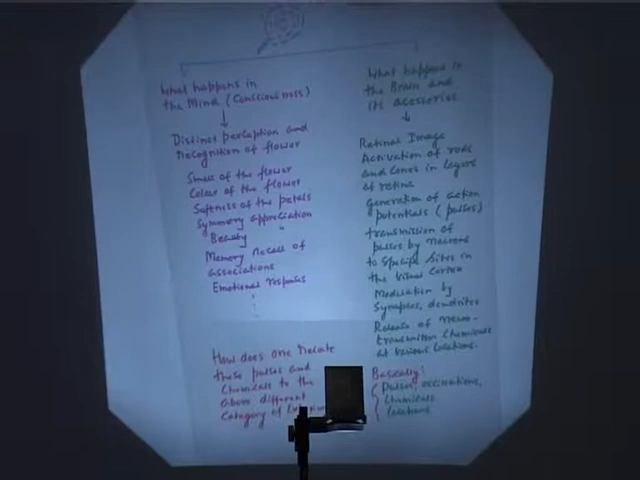 What happens in
the Mind (Consciousness)
Distinct perception and
Recognition of flower
Smell of the flower
Colour of the flower
Softness of the petals
Symmetry appreciation
Beauty "
Memory Recall of
associations
Emotional response
How does one relate
these pulses and
Chemicals to the
above different
Category of
What happens in
the Brain and
its acessories
Retinal Image
Activation of rods
and Cones in layers
of retina
Generation of action
potentials (pulses)
transmission of
pulses by neurons
to specific sites in
the Visual Cortex
Mediation by
Synapses, dendrites
Release of neuro-
transmitter Chemicals
at various locations.
Basically:
Pulses,
Chemicals
locations